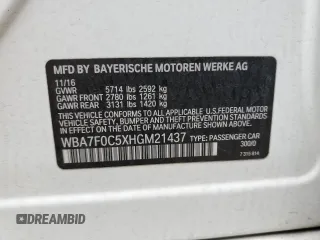 MFD BY BAYERISCHE MOTOREN WERKE AG
11/16
GVWR 5714 lbs 2592 kg
GAWR FRONT 2780 lbs 1261 kg
GAWR REAR 3131 lbs 1420 kg
THIS VEHICLE CONFORMS TO ALL APPLICABLE U.S. FEDERAL
MOTOR VEHICLE SAFETY, BUMPER, AND THEFT PREVENTION
STANDARDS IN EFFECT ON THE DATE OF MANUFACTURE
SHOWN ABOVE.
WBA7F0C5XHGM21437 TYPE: PASSENGER CAR
300/0
DREAMBID